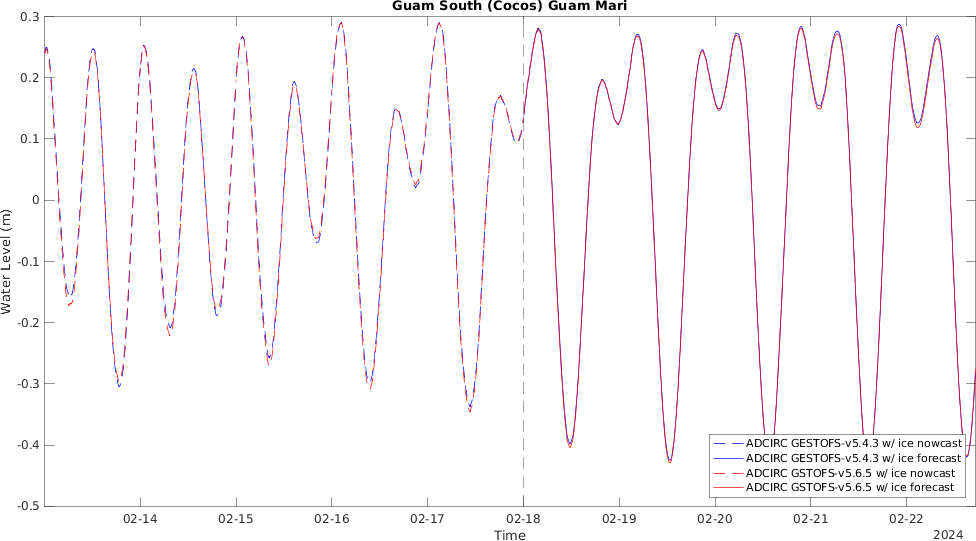 Guam South (Cocos) Guam Mari
0.3
0.2
0.1
0
-0.1
-0.2
-0.3
-0.4
-0.5
Water Level (m)
ADCIRC GESTOFS-v5.4.3 w/ ice nowcast
ADCIRC GESTOFS-v5.4.3 w/ ice forecast
ADCIRC GSTOFS-v5.6.5 w/ ice nowcast
ADCIRC GSTOFS-v5.6.5 w/ ice forecast
02-14 02-15 02-16 02-17 02-18 02-19 02-20 02-21 02-22
Time
2024